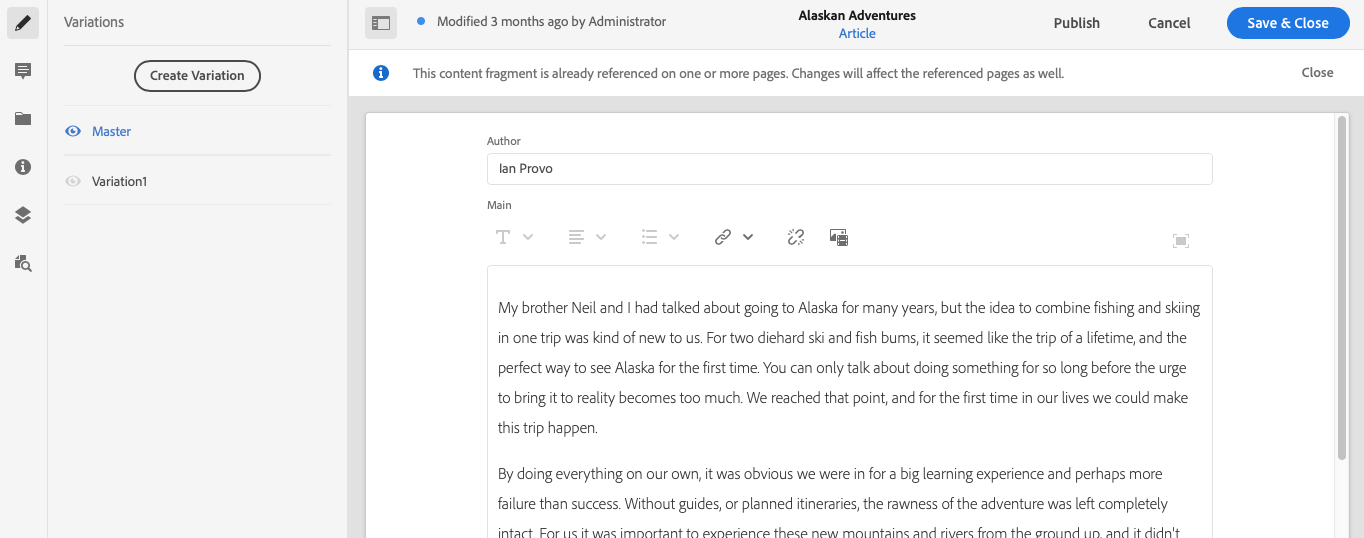 Variations
Create Variation
Master
Variation1
Modified 3 months ago by Administrator
Alaskan Adventures
Article
Publish
Cancel
Save & Close
This content fragment is already referenced on one or more pages. Changes will affect the referenced pages as well.
Close
Author
Ian Provo
Main
My brother Neil and I had talked about going to Alaska for many years, but the idea to combine fishing and skiing
in one trip was kind of new to us. For two diehard ski and fish bums, it seemed like the trip of a lifetime, and the
perfect way to see Alaska for the first time. You can only talk about doing something for so long before the urge
to bring it to reality becomes too much. We reached that point, and for the first time in our lives we could make
this trip happen.
By doing everything on our own, it was obvious we were in for a big learning experience and perhaps more
failure than success. Without guides, or planned itineraries, the rawness of the adventure was left completely
intact. For us it was important to experience these new mountains and rivers from the ground up, and it didn't